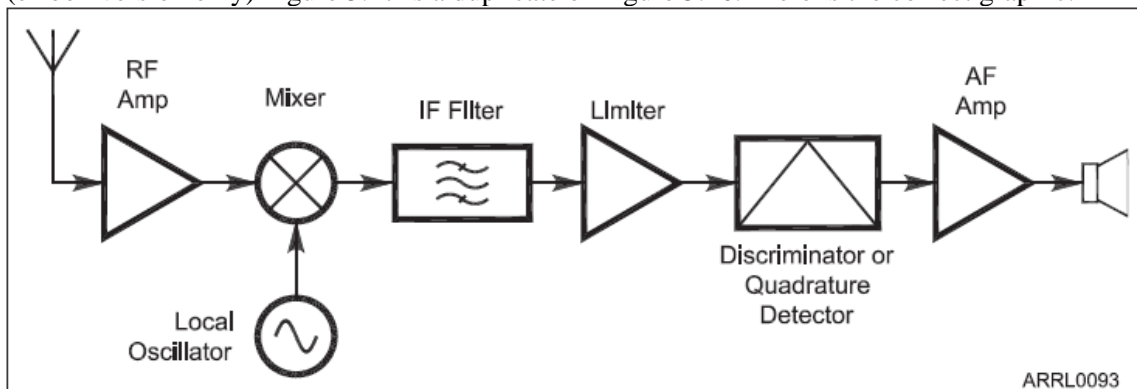 RF
Amp
Mixer
IF Filter
Limiter
AF
Amp
Discriminator or
Quadrature
Detector
Local
Oscillator
ARRL0093